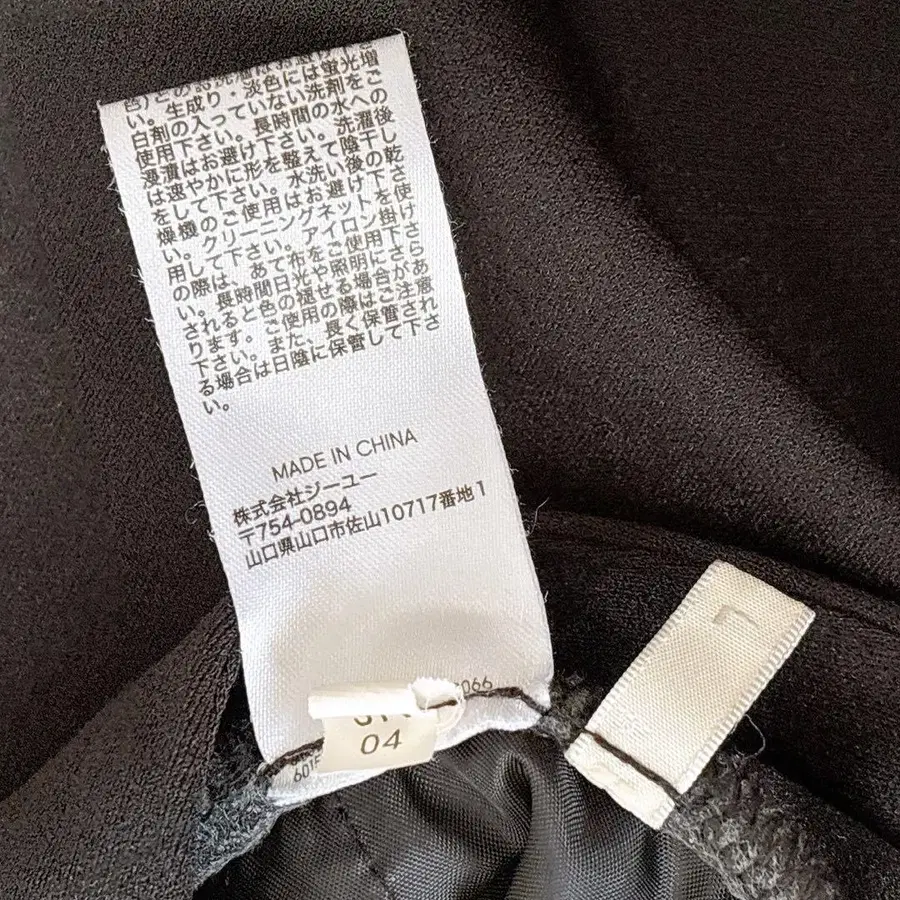 色)とのお洗濯はお避け下さ
い。生成り・淡色には蛍光増
白剤の入っていない洗剤をご
使用下さい。長時間の水への
浸漬はお避け下さい。洗濯後
は速やかに形を整えて陰干し
をして下さい。水洗い後の乾
燥機のご使用はお避け下さ
い。クリーニングネットを使
用して下さい。アイロン掛け
の際は、あて布をご使用下さ
い。長時間日光や照明にさら
されると色の褪せる場合があ
ります。ご使用の際はご注意
下さい。また、長く保管され
る場合は日陰に保管して下さ
い。
MADE IN CHINA
株式会社ジーユー
〒754-0894
山口県山口市佐山10717番地1
066
04
L